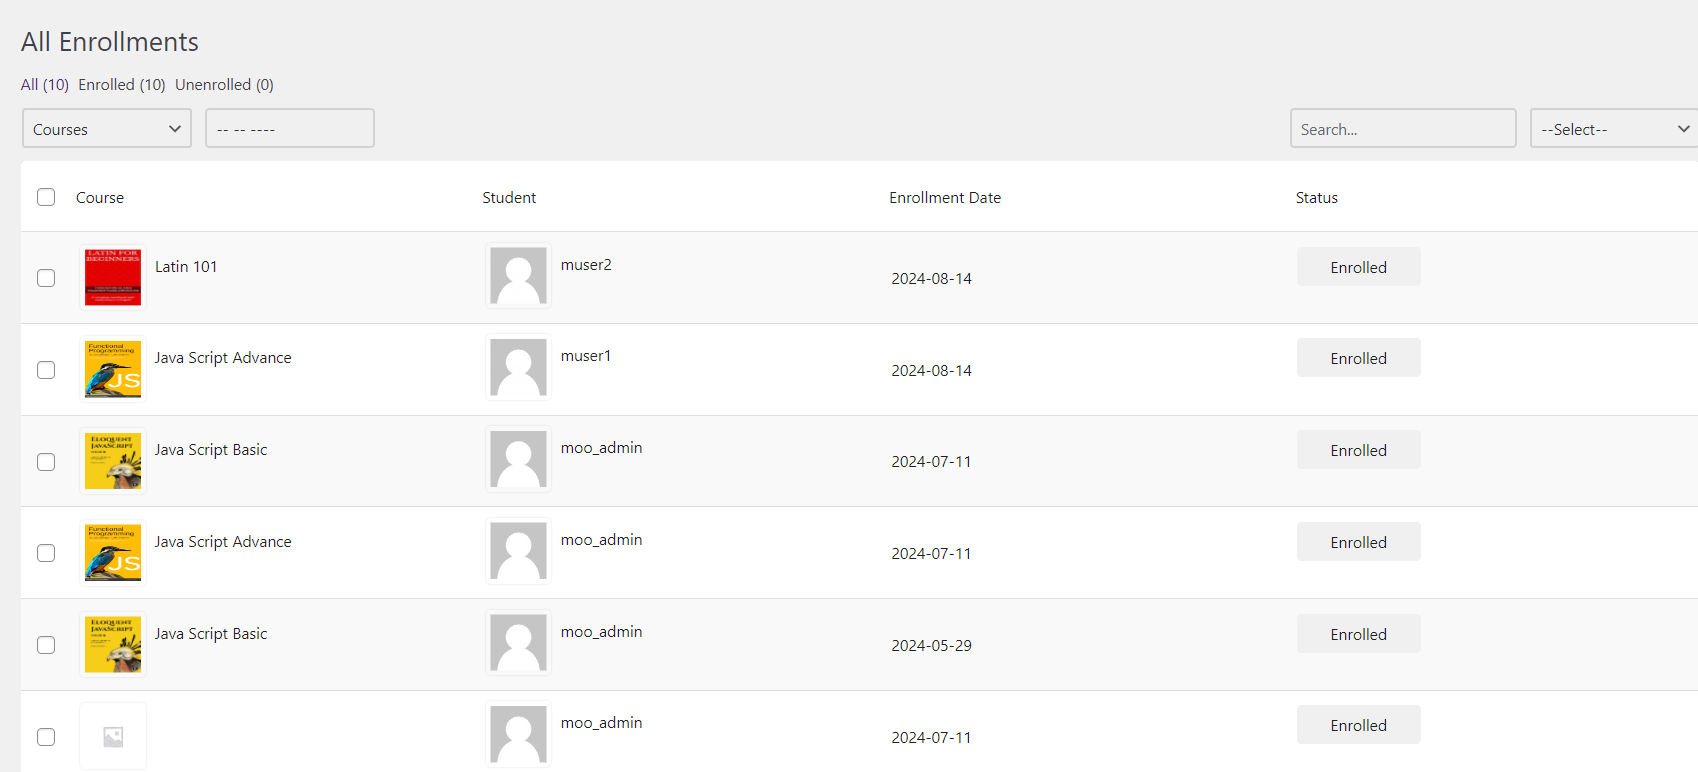 All Enrollments
All (10) Enrolled (10) Unenrolled (0)
Courses -- -- ---- Search... --Select--
Course Student Enrollment Date Status
LATIN FOR
BEGINNERS
Latin 101 muser2 2024-08-14 Enrolled
Functional
Programming
JS
Java Script Advance muser1 2024-08-14 Enrolled
ELOQUENT
JAVASCRIPT
Java Script Basic moo_admin 2024-07-11 Enrolled
Functional
Programming
JS
Java Script Advance moo_admin 2024-07-11 Enrolled
ELOQUENT
JAVASCRIPT
Java Script Basic moo_admin 2024-05-29 Enrolled
moo_admin 2024-07-11 Enrolled